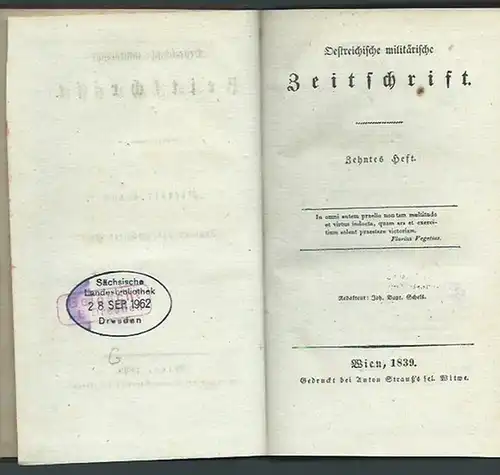 Sächsische
Landesbibliothek
28 SEP 1962
Dresden
G
Oestreichische militärische
Zeitschrift.
Zehntes Heft.
In omni autem praelio non tam multitudo
et virtus indocta, quam ars et exerci-
tium solent praestare victoriam.
Flavius Vegetius.
Redakteur: Joh. Bapt. Schels.
Wien, 1839.
Gedruckt bei Anton Strauß's sel. Witwe.